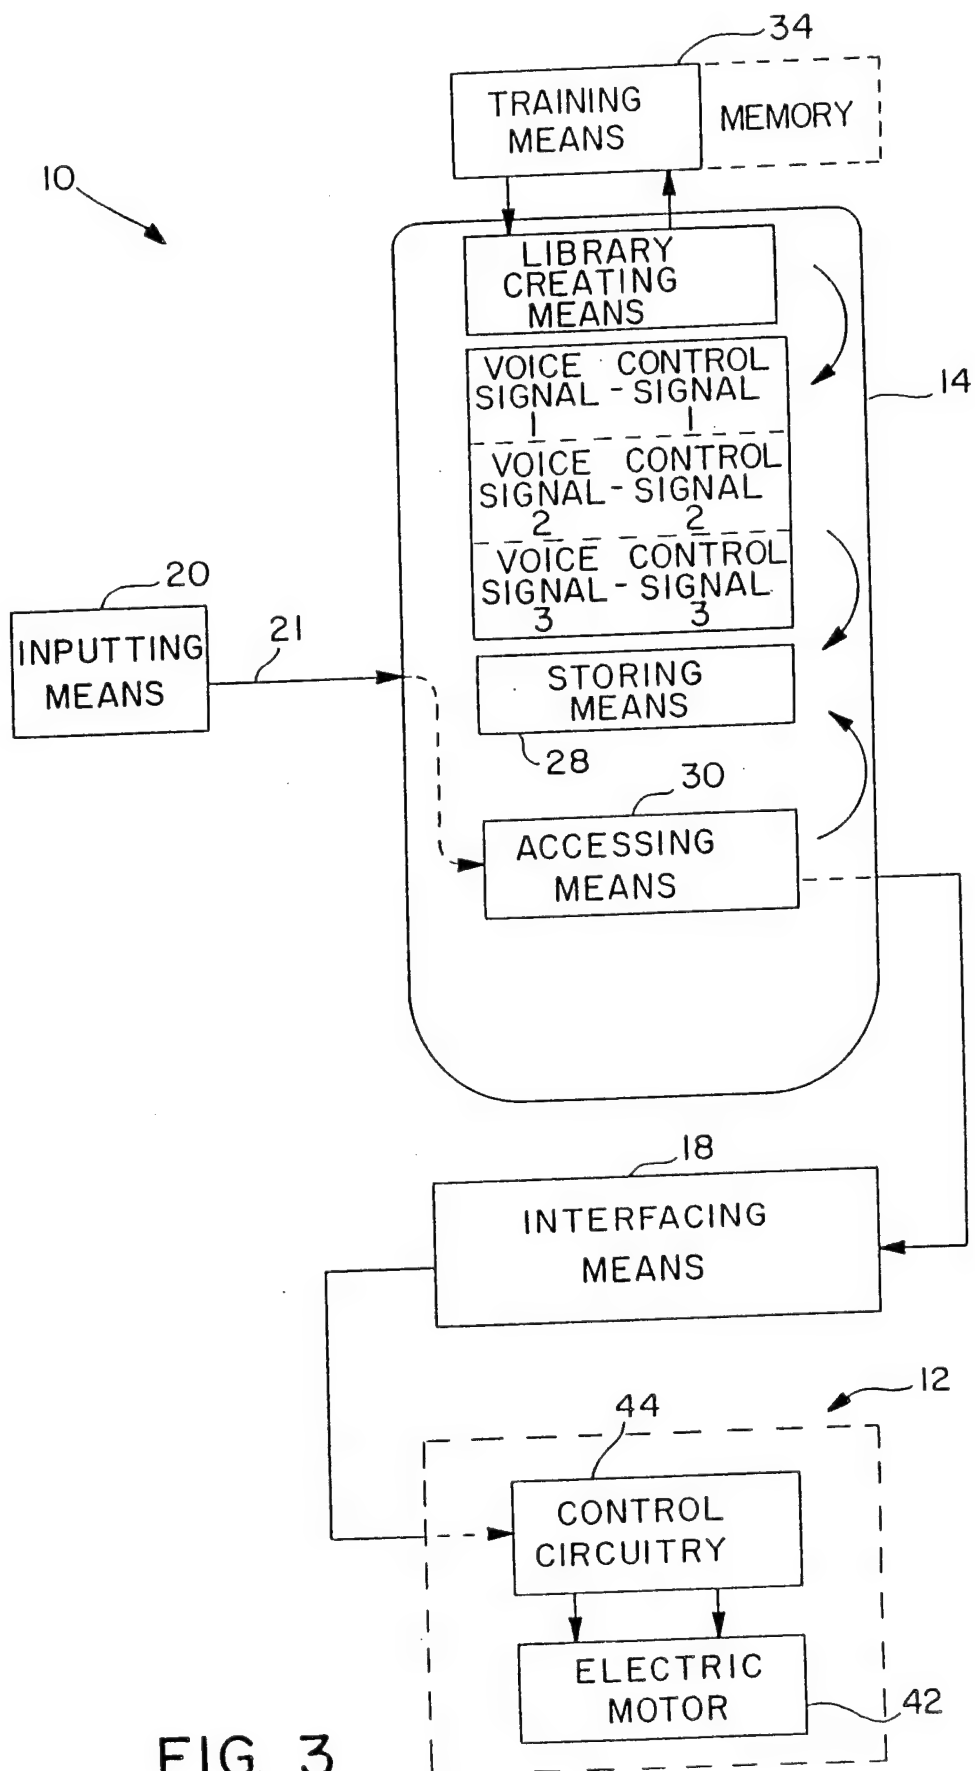 34
TRAINING
MEANS
MEMORY
10
LIBRARY
CREATING
MEANS
VOICE CONTROL
SIGNAL - SIGNAL
1 1
14
VOICE CONTROL
SIGNAL - SIGNAL
2 2
VOICE CONTROL
SIGNAL - SIGNAL
3 3
20
INPUTTING
MEANS
21
STORING
MEANS
28
30
ACCESSING
MEANS
18
INTERFACING
MEANS
12
44
CONTROL
CIRCUITRY
ELECTRIC
MOTOR
42
FIG 3